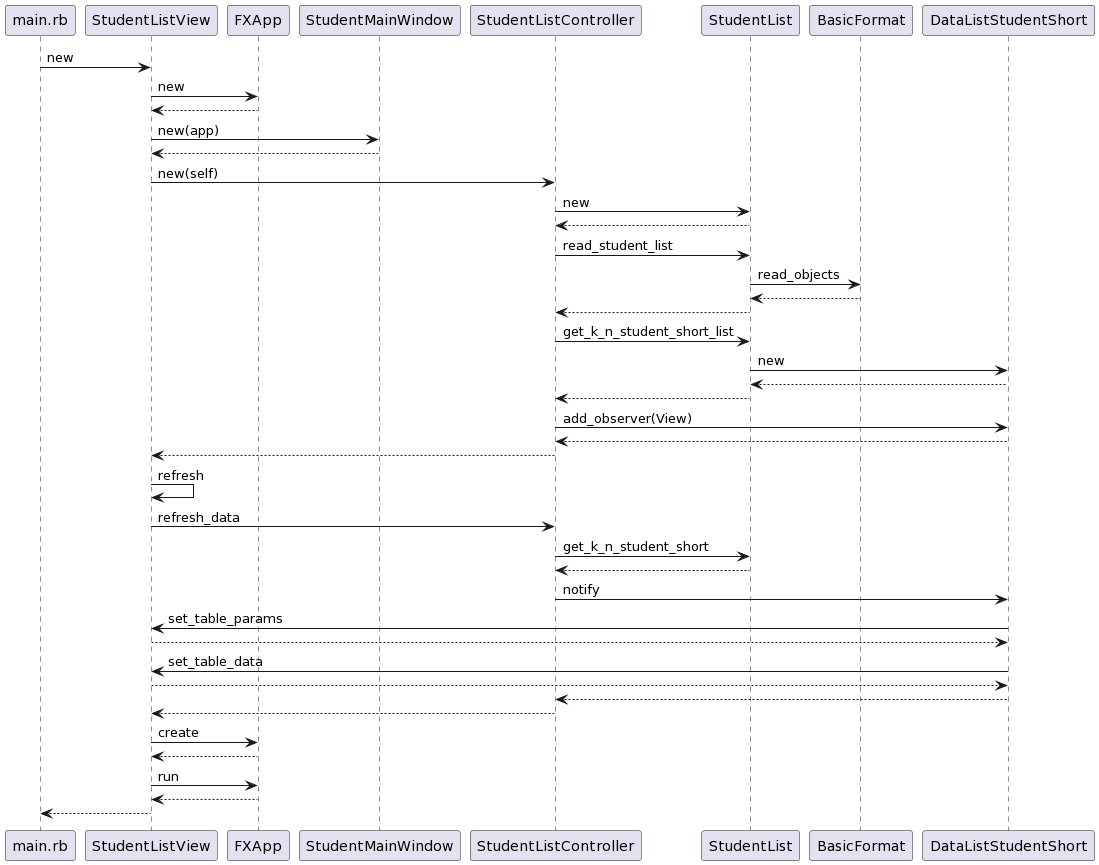 main.rb
StudentListView
FXApp
StudentMainWindow
StudentListController
StudentList
BasicFormat
DataListStudentShort
new
new
new(app)
new(self)
new
read_student_list
read_objects
get_k_n_student_short_list
new
add_observer(View)
refresh
refresh_data
get_k_n_student_short
notify
set_table_params
set_table_data
create
run
main.rb
StudentListView
FXApp
StudentMainWindow
StudentListController
StudentList
BasicFormat
DataListStudentShort